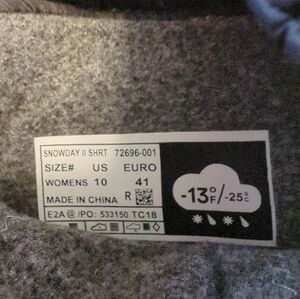 SNOWDAY II SHRT 72696-001
SIZE# US EURO
WOMENS 10 41
MADE IN CHINA R
E2A@/PO: 533150 TC18
-13°F/-25°C